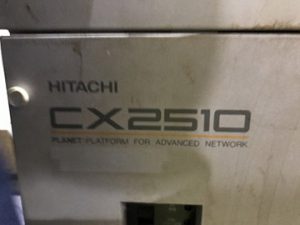 HITACHI
CX2510
PLANET PLATFORM FOR ADVANCED NETWORK